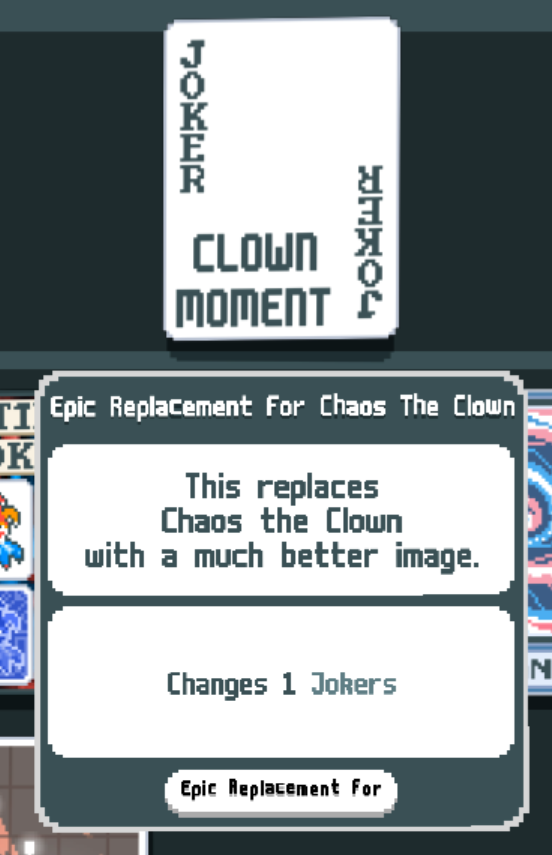 JOKER
JOKER
CLOWN
MOMENT
Epic Replacement For Chaos The Clown
This replaces
Chaos the Clown
with a much better image.
Changes 1 Jokers
Epic Replacement For